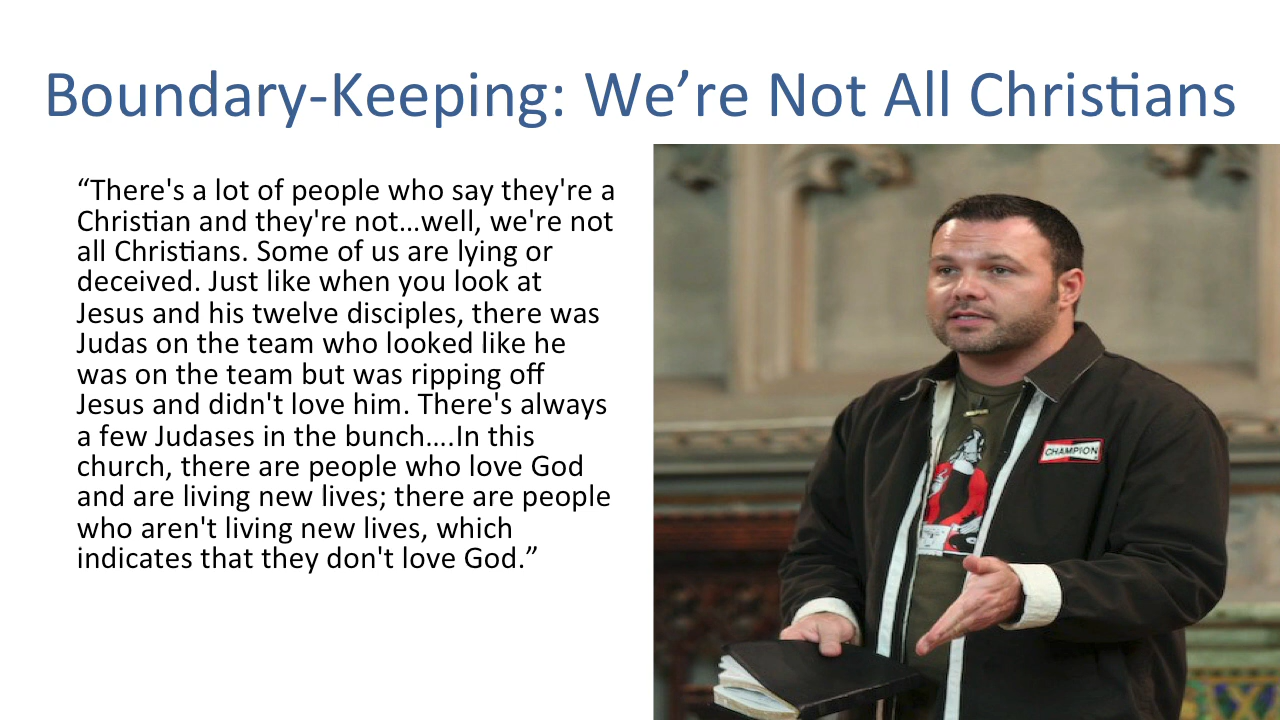 Boundary-Keeping: We’re Not All Christians
“There's a lot of people who say they're a
Christian and they're not…well, we're not
all Christians. Some of us are lying or
deceived. Just like when you look at
Jesus and his twelve disciples, there was
Judas on the team who looked like he
was on the team but was ripping off
Jesus and didn't love him. There's always
a few Judases in the bunch….In this
church, there are people who love God
and are living new lives; there are people
who aren't living new lives, which
indicates that they don't love God.”
CHAMPION